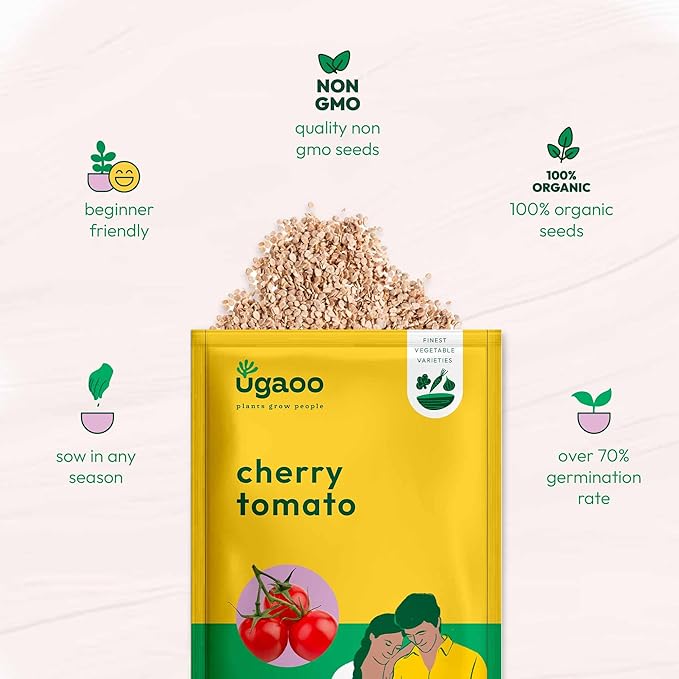 NON
GMO
quality non
gmo seeds
beginner
friendly
100%
ORGANIC
100% organic
seeds
FINEST
VEGETABLE
VARIETIES
ugaoo
plants grow people
sow in any
season
over 70%
germination
rate
cherry
tomato